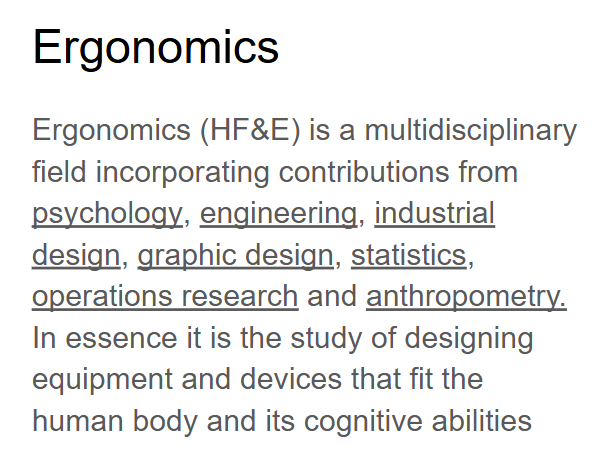 Ergonomics
Ergonomics (HF&E) is a multidisciplinary
field incorporating contributions from
psychology, engineering, industrial
design, graphic design, statistics,
operations research and anthropometry.
In essence it is the study of designing
equipment and devices that fit the
human body and its cognitive abilities